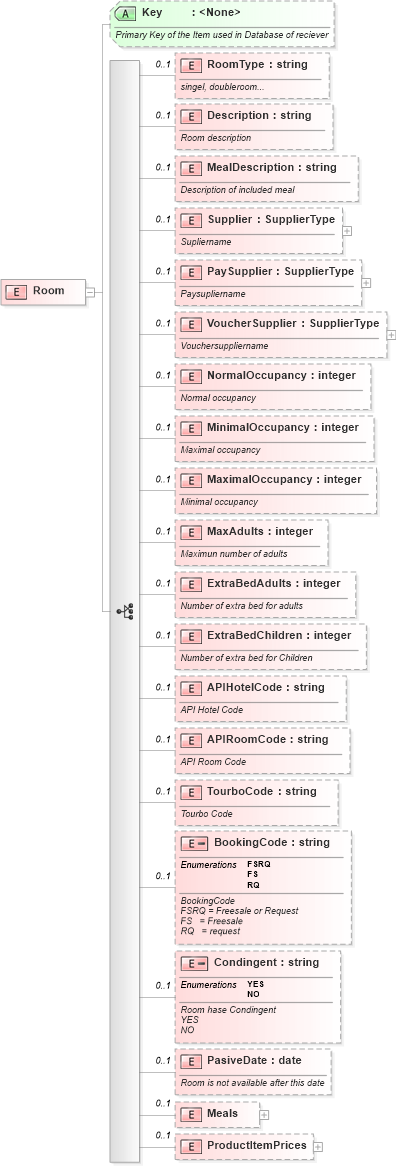 A Key : <None>
Primary Key of the Item used in Database of reciever
0..1 E RoomType : string
singel, doubleroom...
0..1 E Description : string
Room description
0..1 E MealDescription : string
Description of included meal
0..1 E Supplier : SupplierType
Supliername
0..1 E PaySupplier : SupplierType
Paysupliername
E Room
0..1 E VoucherSupplier : SupplierType
Vouchersuppliername
0..1 E NormalOccupancy : integer
Normal occupancy
0..1 E MinimalOccupancy : integer
Maximal occupancy
0..1 E MaximalOccupancy : integer
Minimal occupancy
0..1 E MaxAdults : integer
Maximun number of adults
0..1 E ExtraBedAdults : integer
Number of extra bed for adults
0..1 E ExtraBedChildren : integer
Number of extra bed for Children
0..1 E APIHotelCode : string
API Hotel Code
0..1 E APIRoomCode : string
API Room Code
0..1 E TourboCode : string
Tourbo Code
E BookingCode : string
Enumerations FSRQ
FS
0..1 RQ
BookingCode
FSRQ = Freesale or Request
FS = Freesale
RQ = request
E Condingent : string
0..1 Enumerations YES
NO
Room hase Condingent
YES
NO
0..1 E PasiveDate : date
Room is not available after this date
0..1 E Meals
0..1 E ProductItemPrices